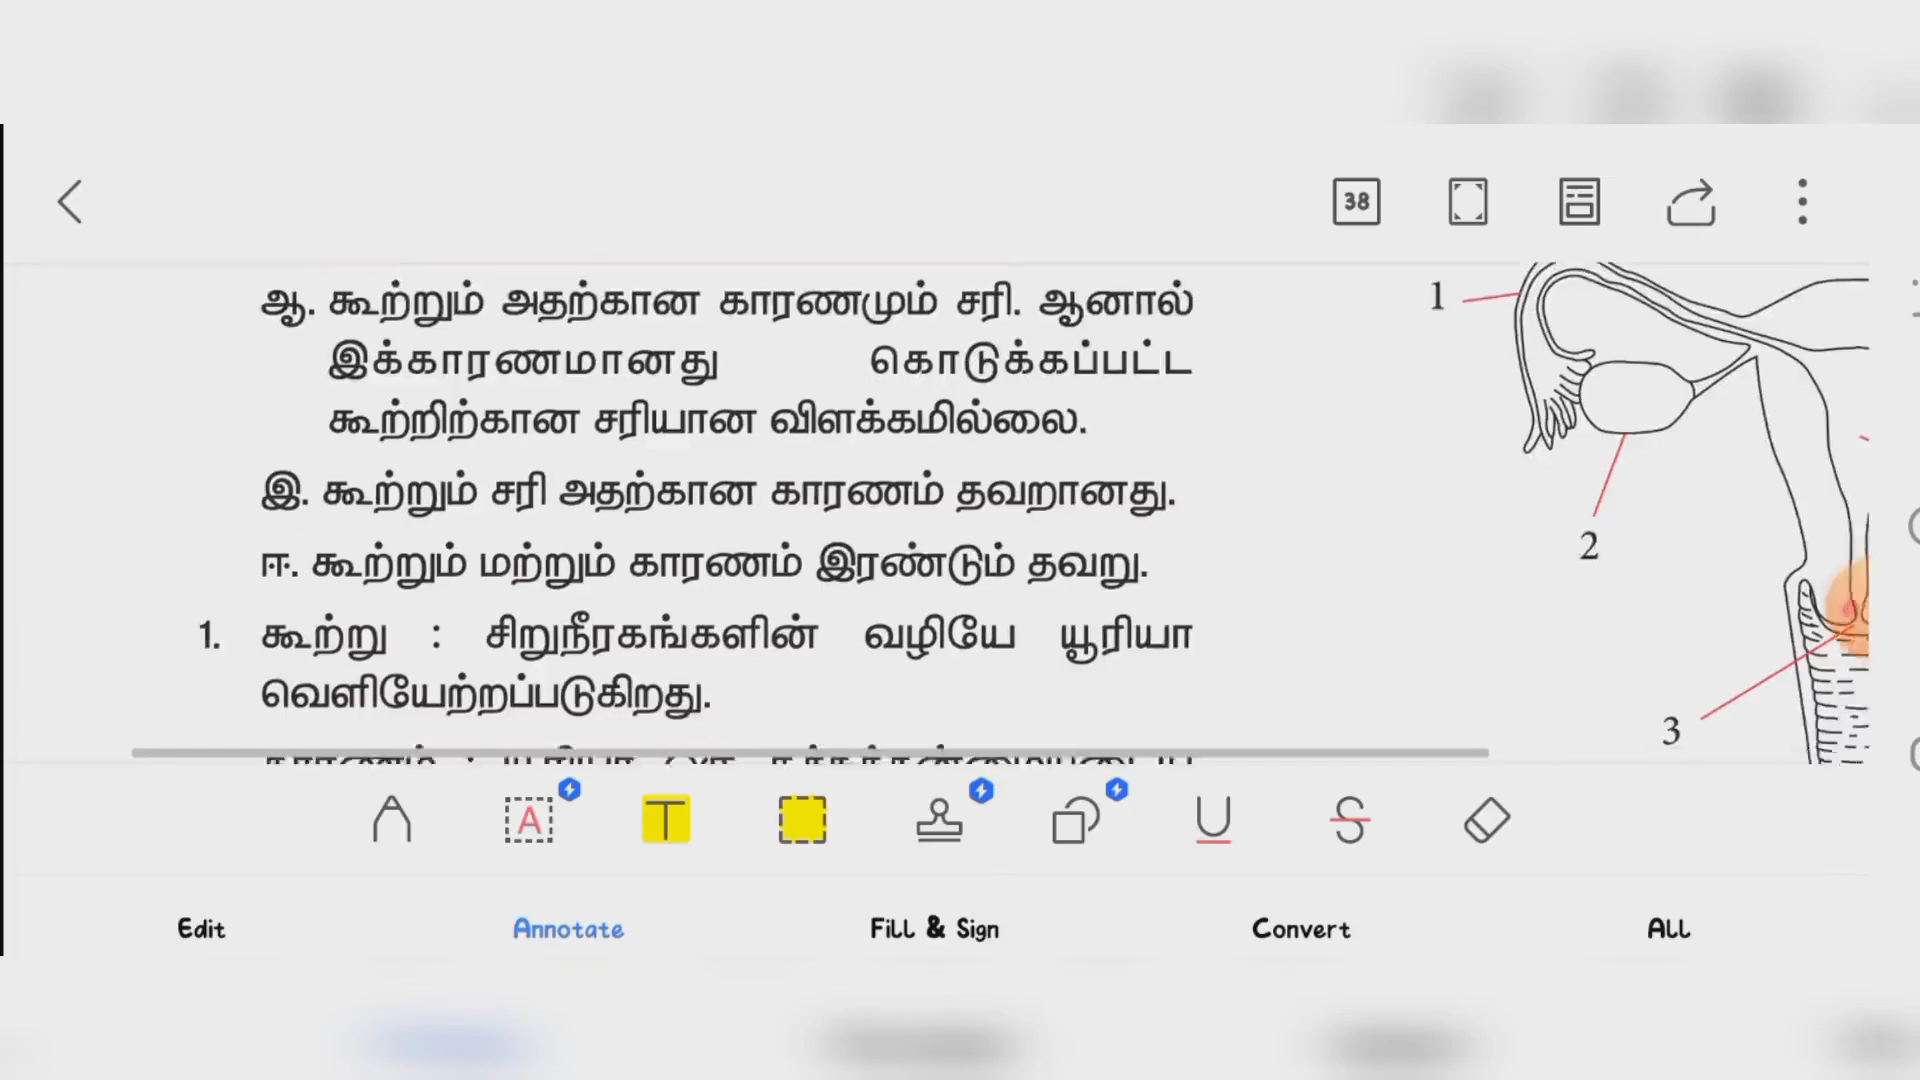 38
ஆ. கூற்றும் அதற்கான காரணமும் சரி. ஆனால்
இக்காரணமானது கொடுக்கப்பட்ட
கூற்றிற்கான சரியான விளக்கமில்லை.
இ. கூற்றும் சரி அதற்கான காரணம் தவறானது.
ஈ. கூற்றும் மற்றும் காரணம் இரண்டும் தவறு.
1. கூற்று : சிறுநீரகங்களின் வழியே யூரியா
வெளியேற்றப்படுகிறது.
1
2
3
Edit Annotate Fill & Sign Convert All